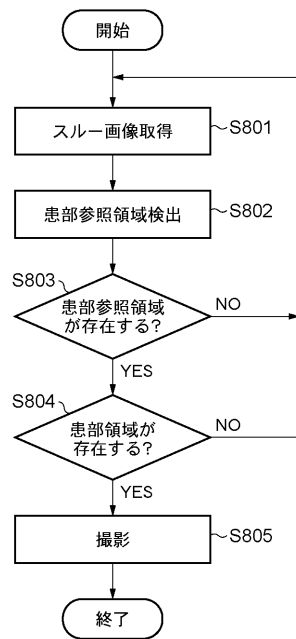 開始
スルー画像取得
S801
患部参照領域検出
S802
S803
患部参照領域
が存在する?
NO
YES
S804
患部領域が
存在する?
NO
YES
撮影
S805
終了